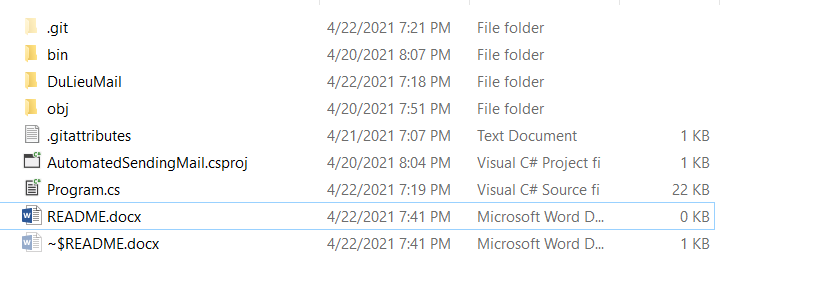 .git 4/22/2021 7:21 PM File folder
bin 4/20/2021 8:07 PM File folder
DuLieuMail 4/22/2021 7:18 PM File folder
obj 4/20/2021 7:51 PM File folder
.gitattributes 4/21/2021 7:07 PM Text Document 1 KB
AutomatedSendingMail.csproj 4/20/2021 8:04 PM Visual C# Project fi 1 KB
Program.cs 4/22/2021 7:19 PM Visual C# Source fi 22 KB
README.docx 4/22/2021 7:41 PM Microsoft Word D... 0 KB
~$README.docx 4/22/2021 7:41 PM Microsoft Word D... 1 KB